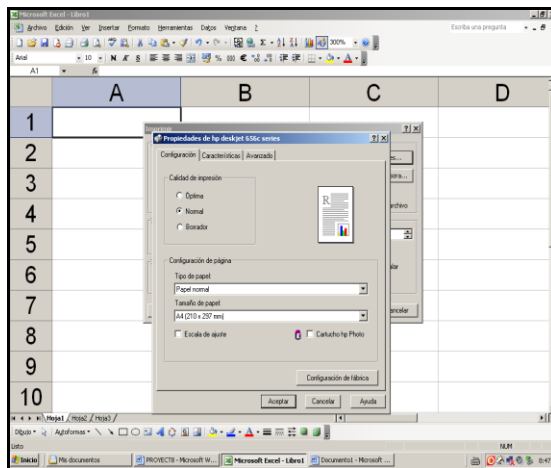 Microsoft Excel - Libro1
Archivo Edición Ver Insertar Formato Herramientas Datos Ventana ? Escriba una pregunta
300%
Arial 10 N K S
A1 fx
A B C D
1
2
3
4
5
6
7
8
9
10
Propiedades de hp deskjet 656c series
Configuración Características Avanzado
Calidad de impresión
Óptima
Normal
Borrador
archivo
Configuración de página
Tipo de papel:
Papel normal
Tamaño de papel:
A4 (210 x 297 mm)
Escala de ajuste Cartucho hp Photo
Configuración de fábrica
Aceptar Cancelar Ayuda
Hoja1 Hoja2 Hoja3
Dibujo Autoformas
Listo NUM
Inicio Mis documentos PROYECTII - Microsoft W... Microsoft Excel - Libro1 Documento1 - Microsoft ...